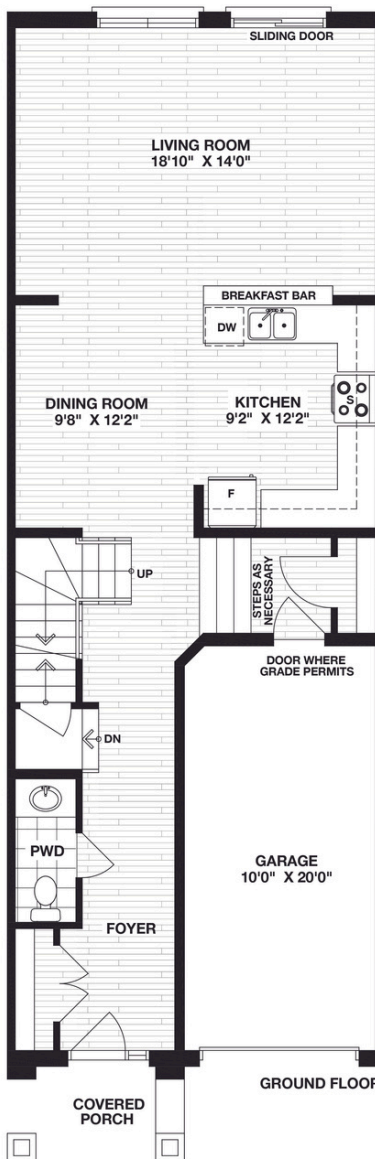 SLIDING DOOR
LIVING ROOM
18'10" X 14'0"
BREAKFAST BAR
DW
DINING ROOM
9'8" X 12'2"
KITCHEN
9'2" X 12'2"
S
F
UP
STEPS AS
NECESSARY
DOOR WHERE
GRADE PERMITS
DN
PWD
GARAGE
10'0" X 20'0"
FOYER
GROUND FLOOR
COVERED
PORCH